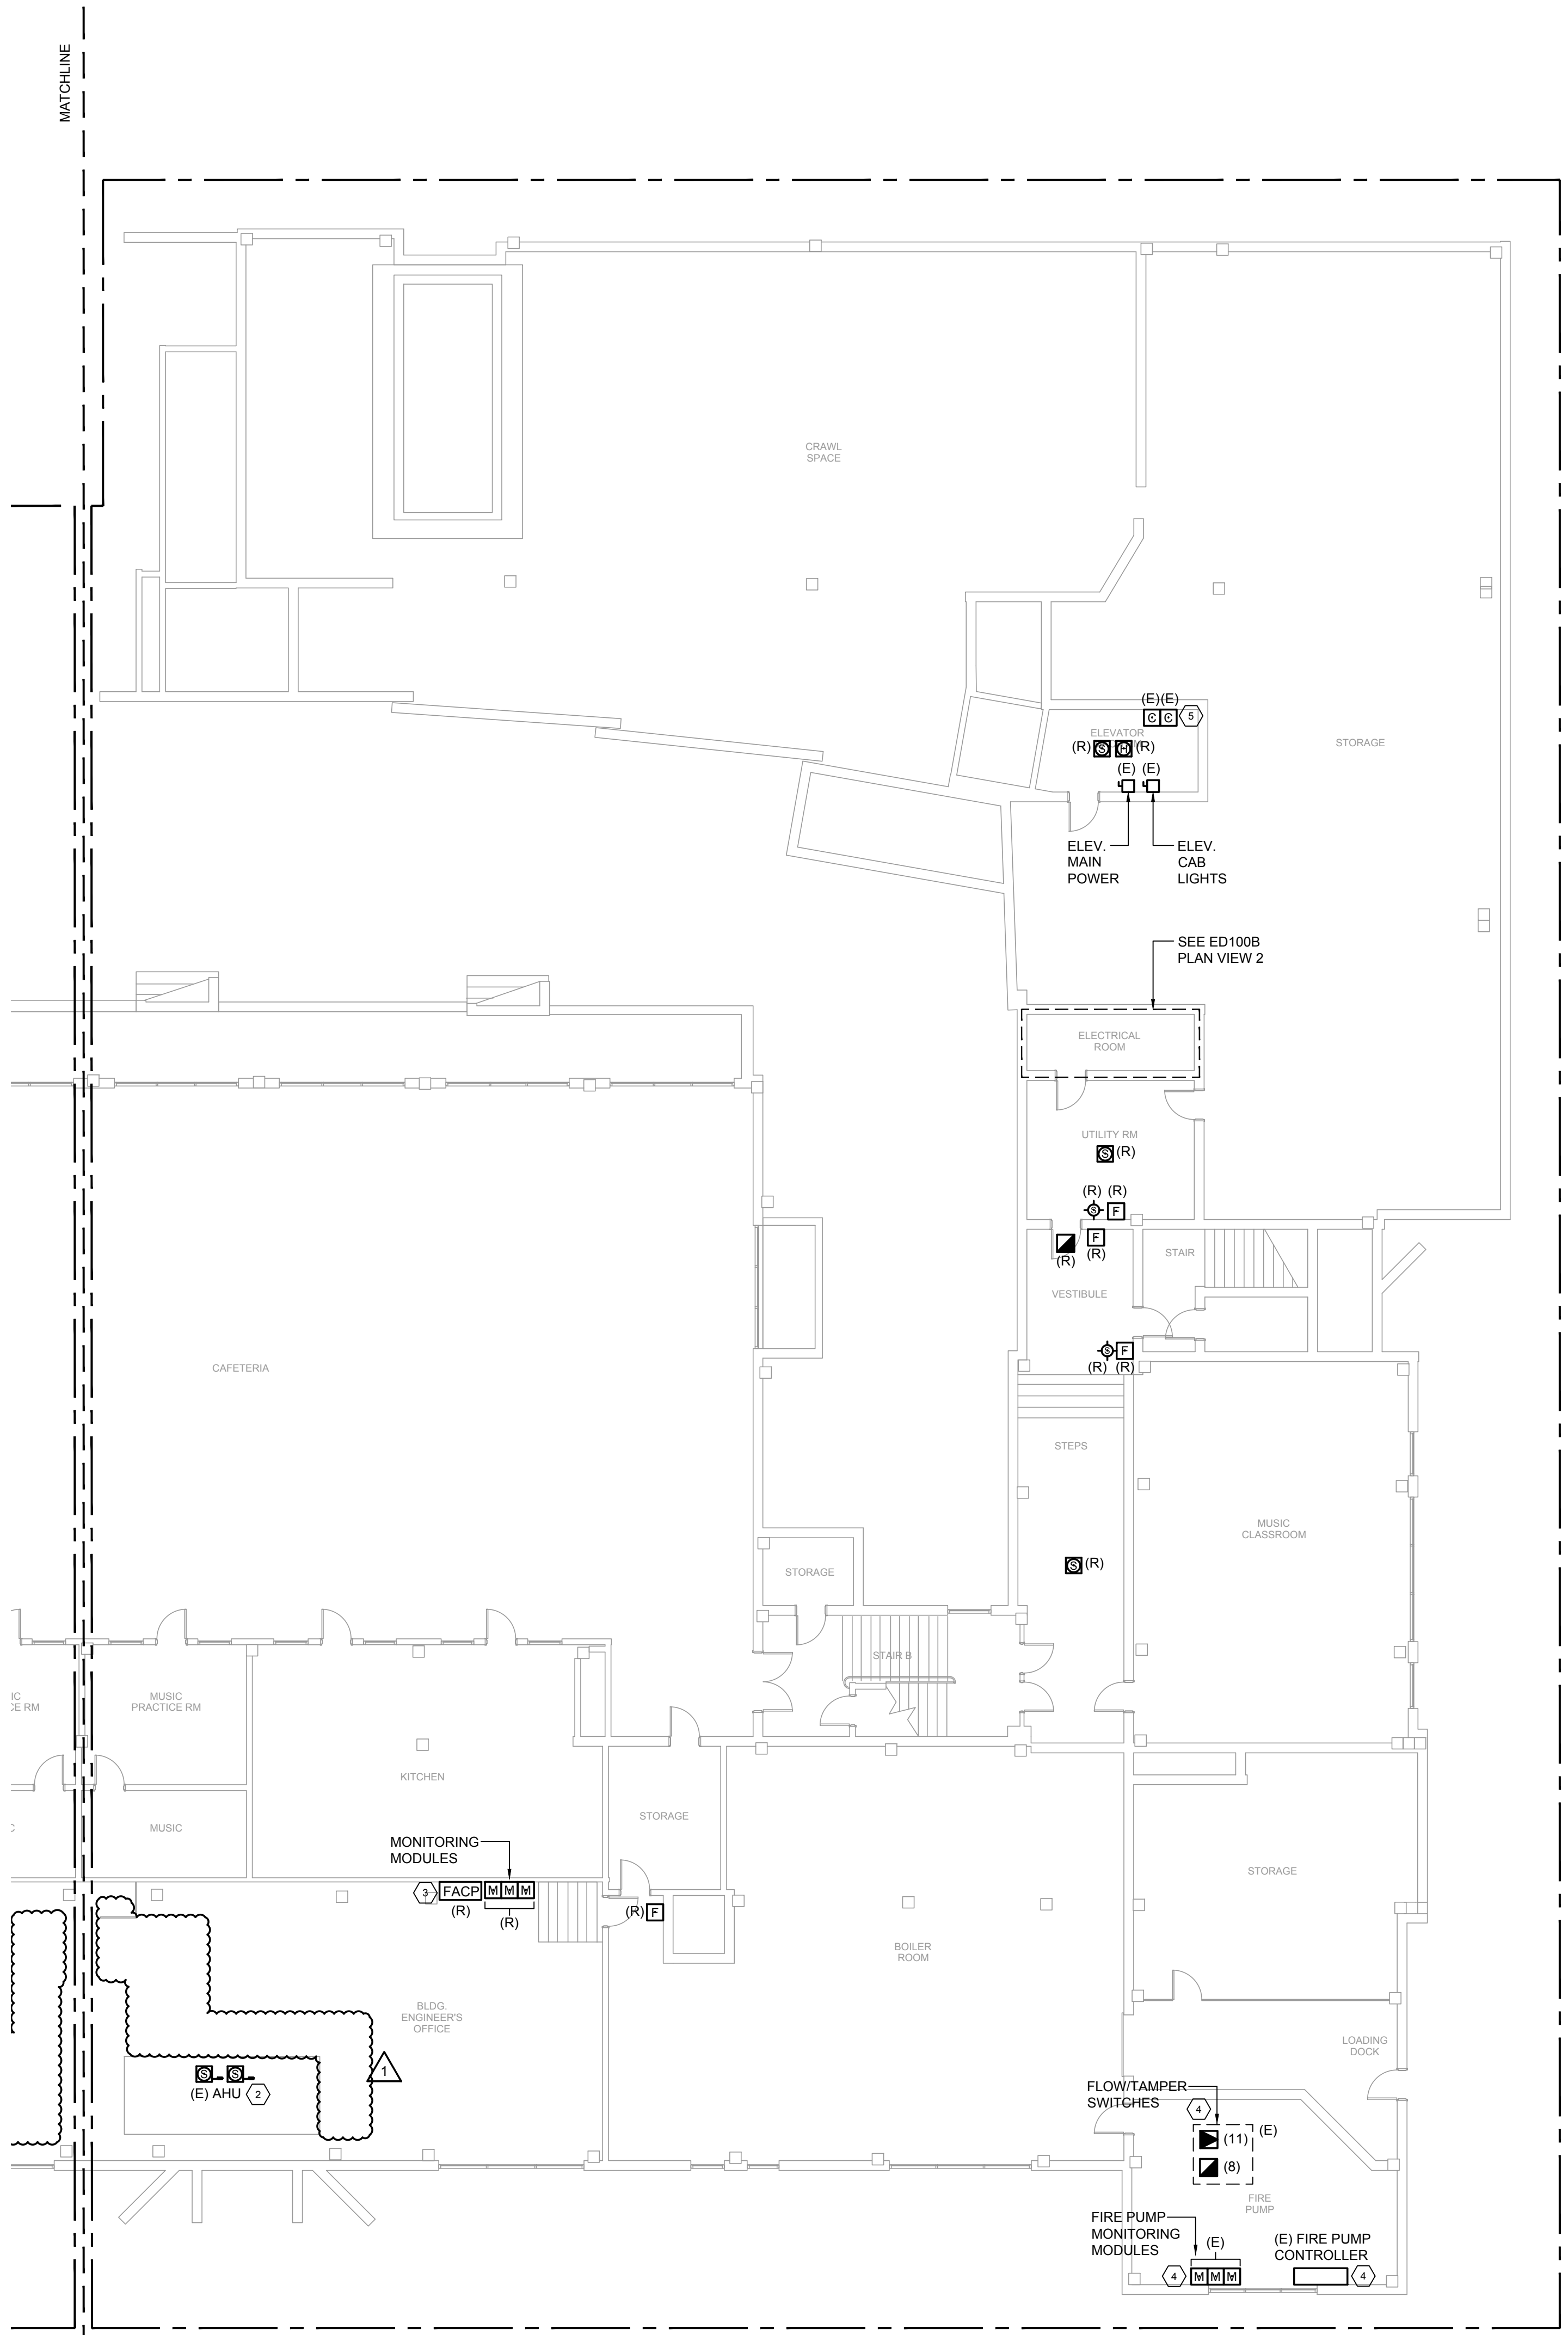 MATCHLINE
CRAWL
SPACE
(E)(E)
C C 5
ELEVATOR
(R) S H (R)
(E) (E)
STORAGE
ELEV.
MAIN
POWER
ELEV.
CAB
LIGHTS
SEE ED100B
PLAN VIEW 2
ELECTRICAL
ROOM
UTILITY RM
S (R)
(R) (R)
S F
F
(R) (R)
STAIR
VESTIBULE
S F
(R) (R)
CAFETERIA
STEPS
MUSIC
CLASSROOM
S (R)
STORAGE
STAIR B
IC
CE RM
MUSIC
PRACTICE RM
KITCHEN
STORAGE
C
MUSIC
MONITORING
MODULES
STORAGE
3 FACP M M M
(R) (R)
(R) F
BOILER
ROOM
BLDG.
ENGINEER'S
OFFICE
LOADING
DOCK
1
S S
(E) AHU 2
FLOW/TAMPER
SWITCHES
4
(11) (E)
(8)
FIRE
PUMP
FIRE PUMP
MONITORING
MODULES
(E)
(E) FIRE PUMP
CONTROLLER
4 M M M 4